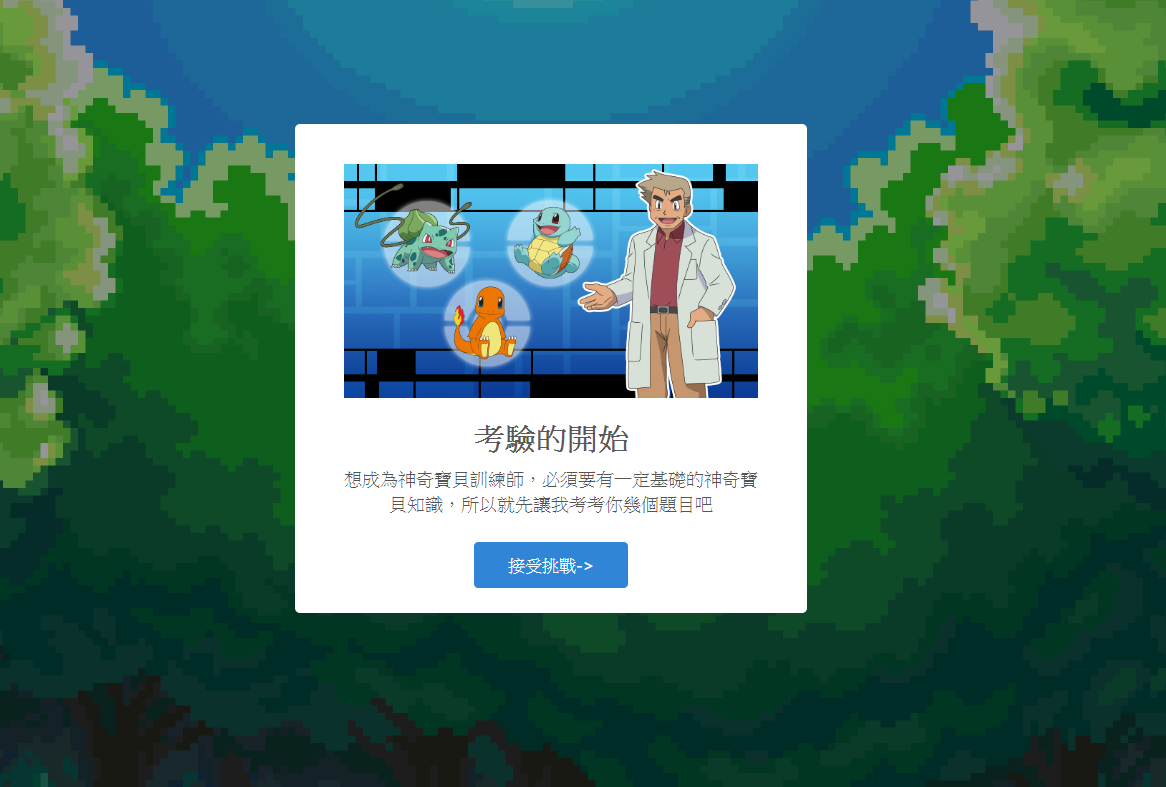 考驗的開始
想成為神奇寶貝訓練師，必須要有一定基礎的神奇寶
貝知識，所以就先讓我考考你幾個題目吧
接受挑戰->